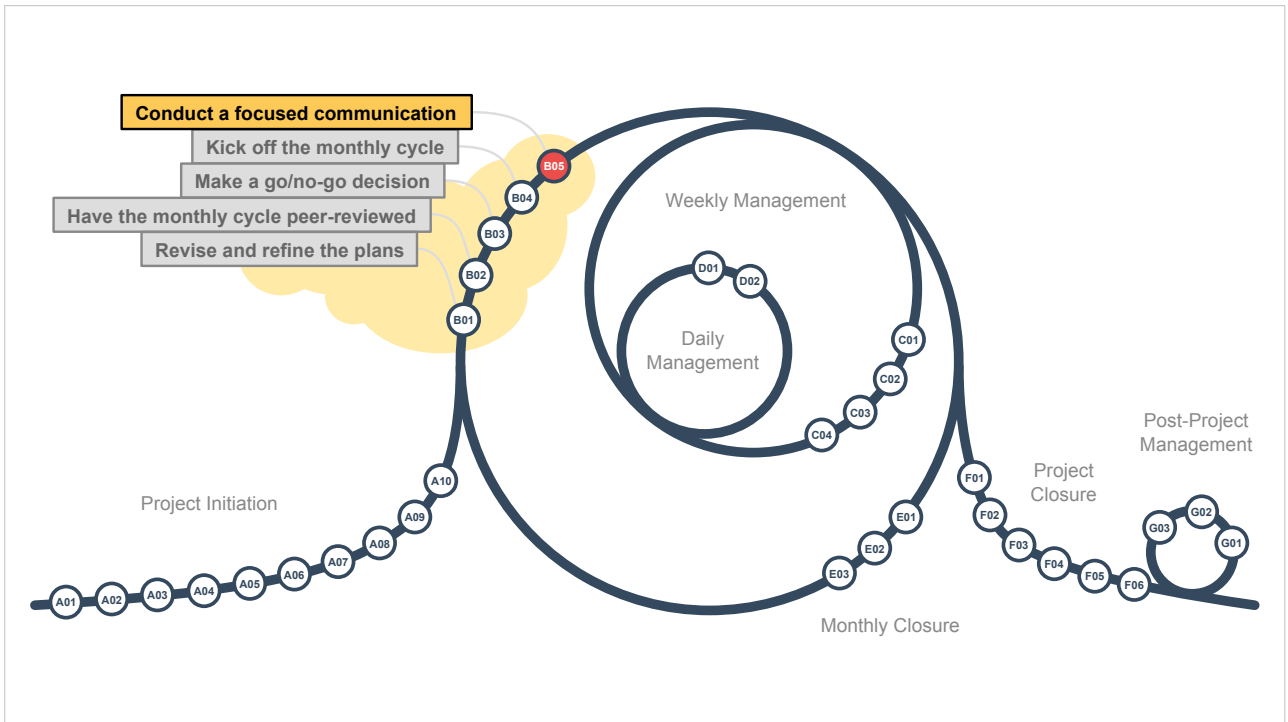 Conduct a focused communication
Kick off the monthly cycle
Make a go/no-go decision
Have the monthly cycle peer-reviewed
Revise and refine the plans
B05
B04
B03
B02
B01
Weekly Management
D01
D02
Daily
Management
C01
C02
C03
C04
Project Initiation
A01
A02
A03
A04
A05
A06
A07
A08
A09
A10
E01
E02
E03
Monthly Closure
Project
Closure
F01
F02
F03
F04
F05
F06
Post-Project
Management
G03
G02
G01